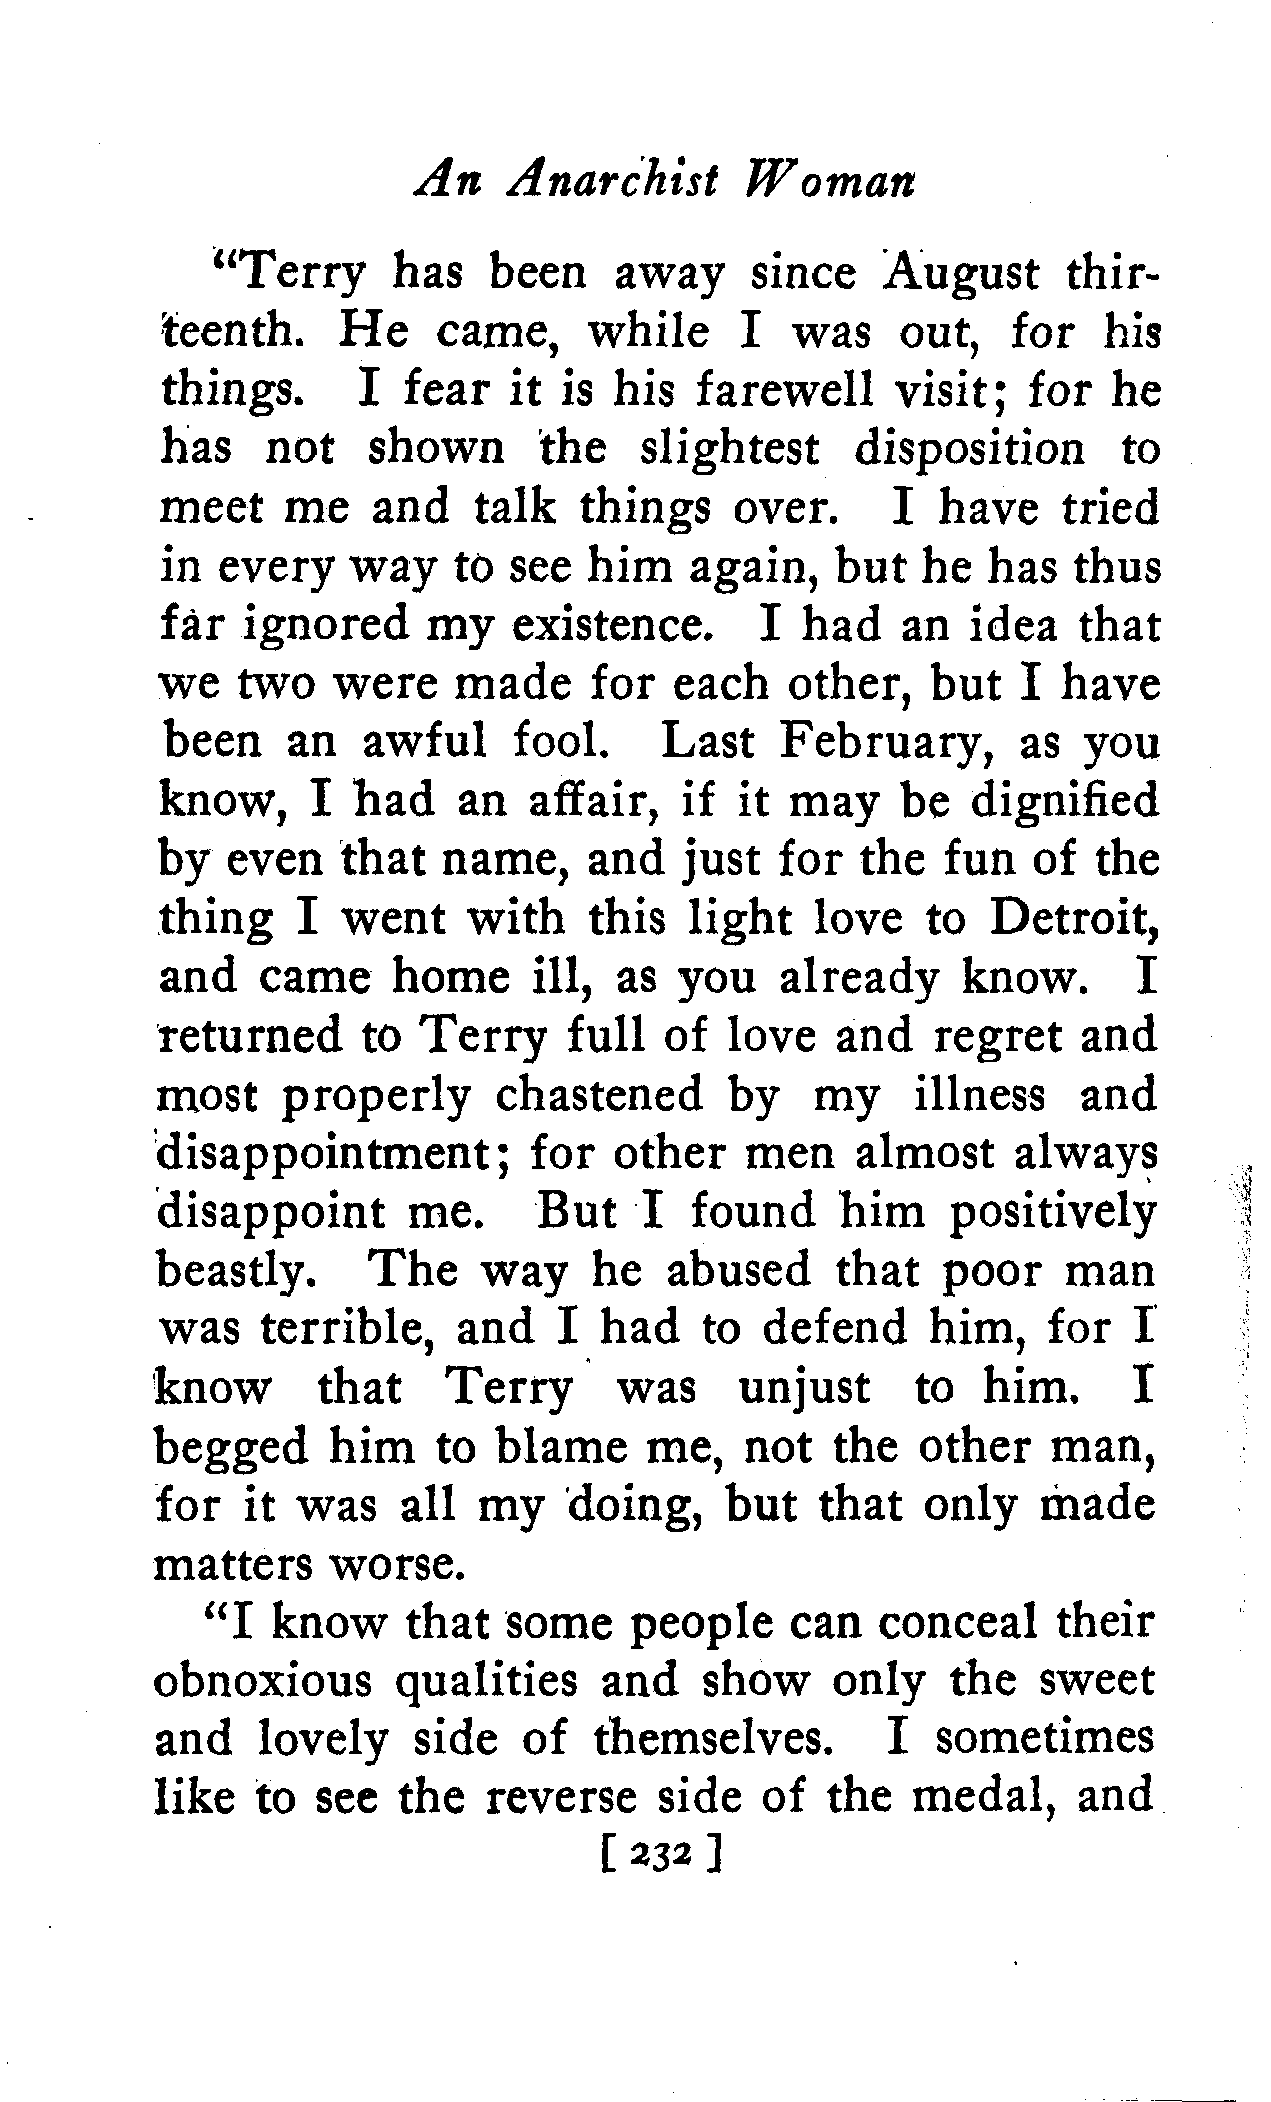 An Anarchist Woman
"Terry has been away since August thir-
teenth. He came, while I was out, for his
things. I fear it is his farewell visit; for he
has not shown the slightest disposition to
meet me and talk things over. I have tried
in every way to see him again, but he has thus
far ignored my existence. I had an idea that
we two were made for each other, but I have
been an awful fool. Last February, as you
know, I had an affair, if it may be dignified
by even that name, and just for the fun of the
thing I went with this light love to Detroit,
and came home ill, as you already know. I
returned to Terry full of love and regret and
most properly chastened by my illness and
disappointment; for other men almost always
disappoint me. But I found him positively
beastly. The way he abused that poor man
was terrible, and I had to defend him, for I
know that Terry was unjust to him. I
begged him to blame me, not the other man,
for it was all my doing, but that only made
matters worse.
"I know that some people can conceal their
obnoxious qualities and show only the sweet
and lovely side of themselves. I sometimes
like to see the reverse side of the medal, and
[ 232 ]